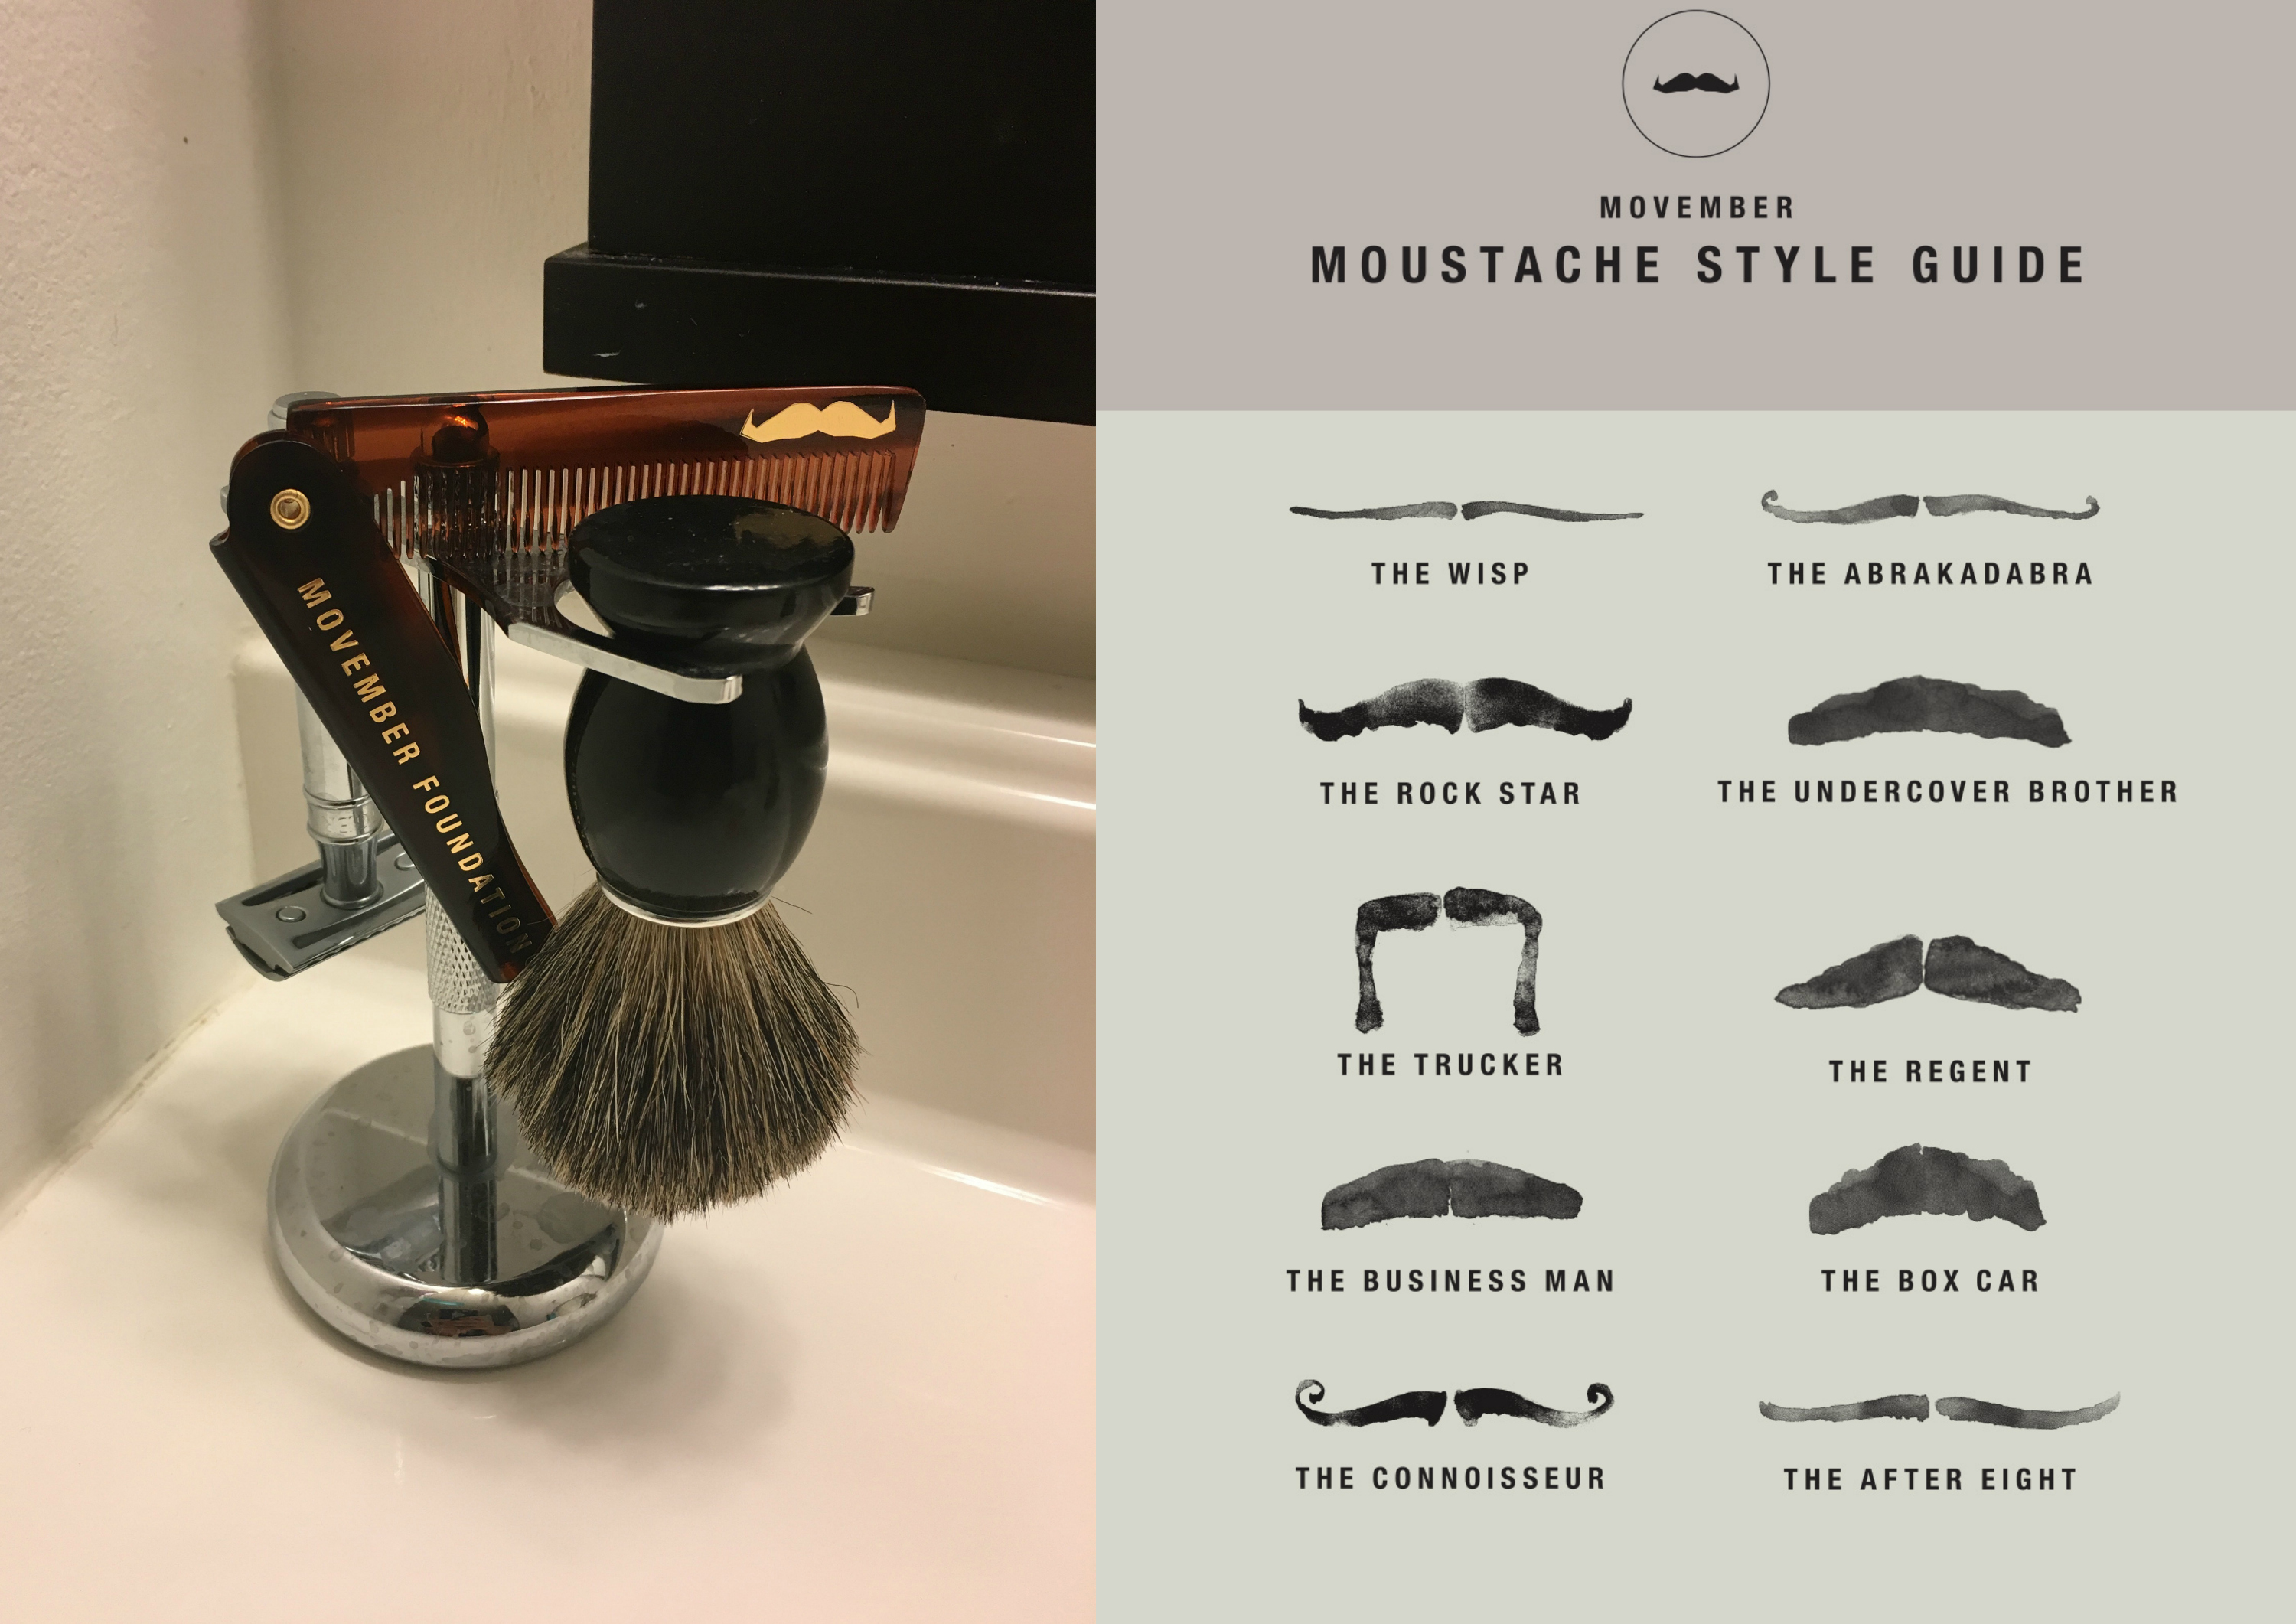 MOVEMBER FOUNDATION
MOVEMBER
MOUSTACHE STYLE GUIDE
THE WISP
THE ABRAKADABRA
THE ROCK STAR
THE UNDERCOVER BROTHER
THE TRUCKER
THE REGENT
THE BUSINESS MAN
THE BOX CAR
THE CONNOISSEUR
THE AFTER EIGHT